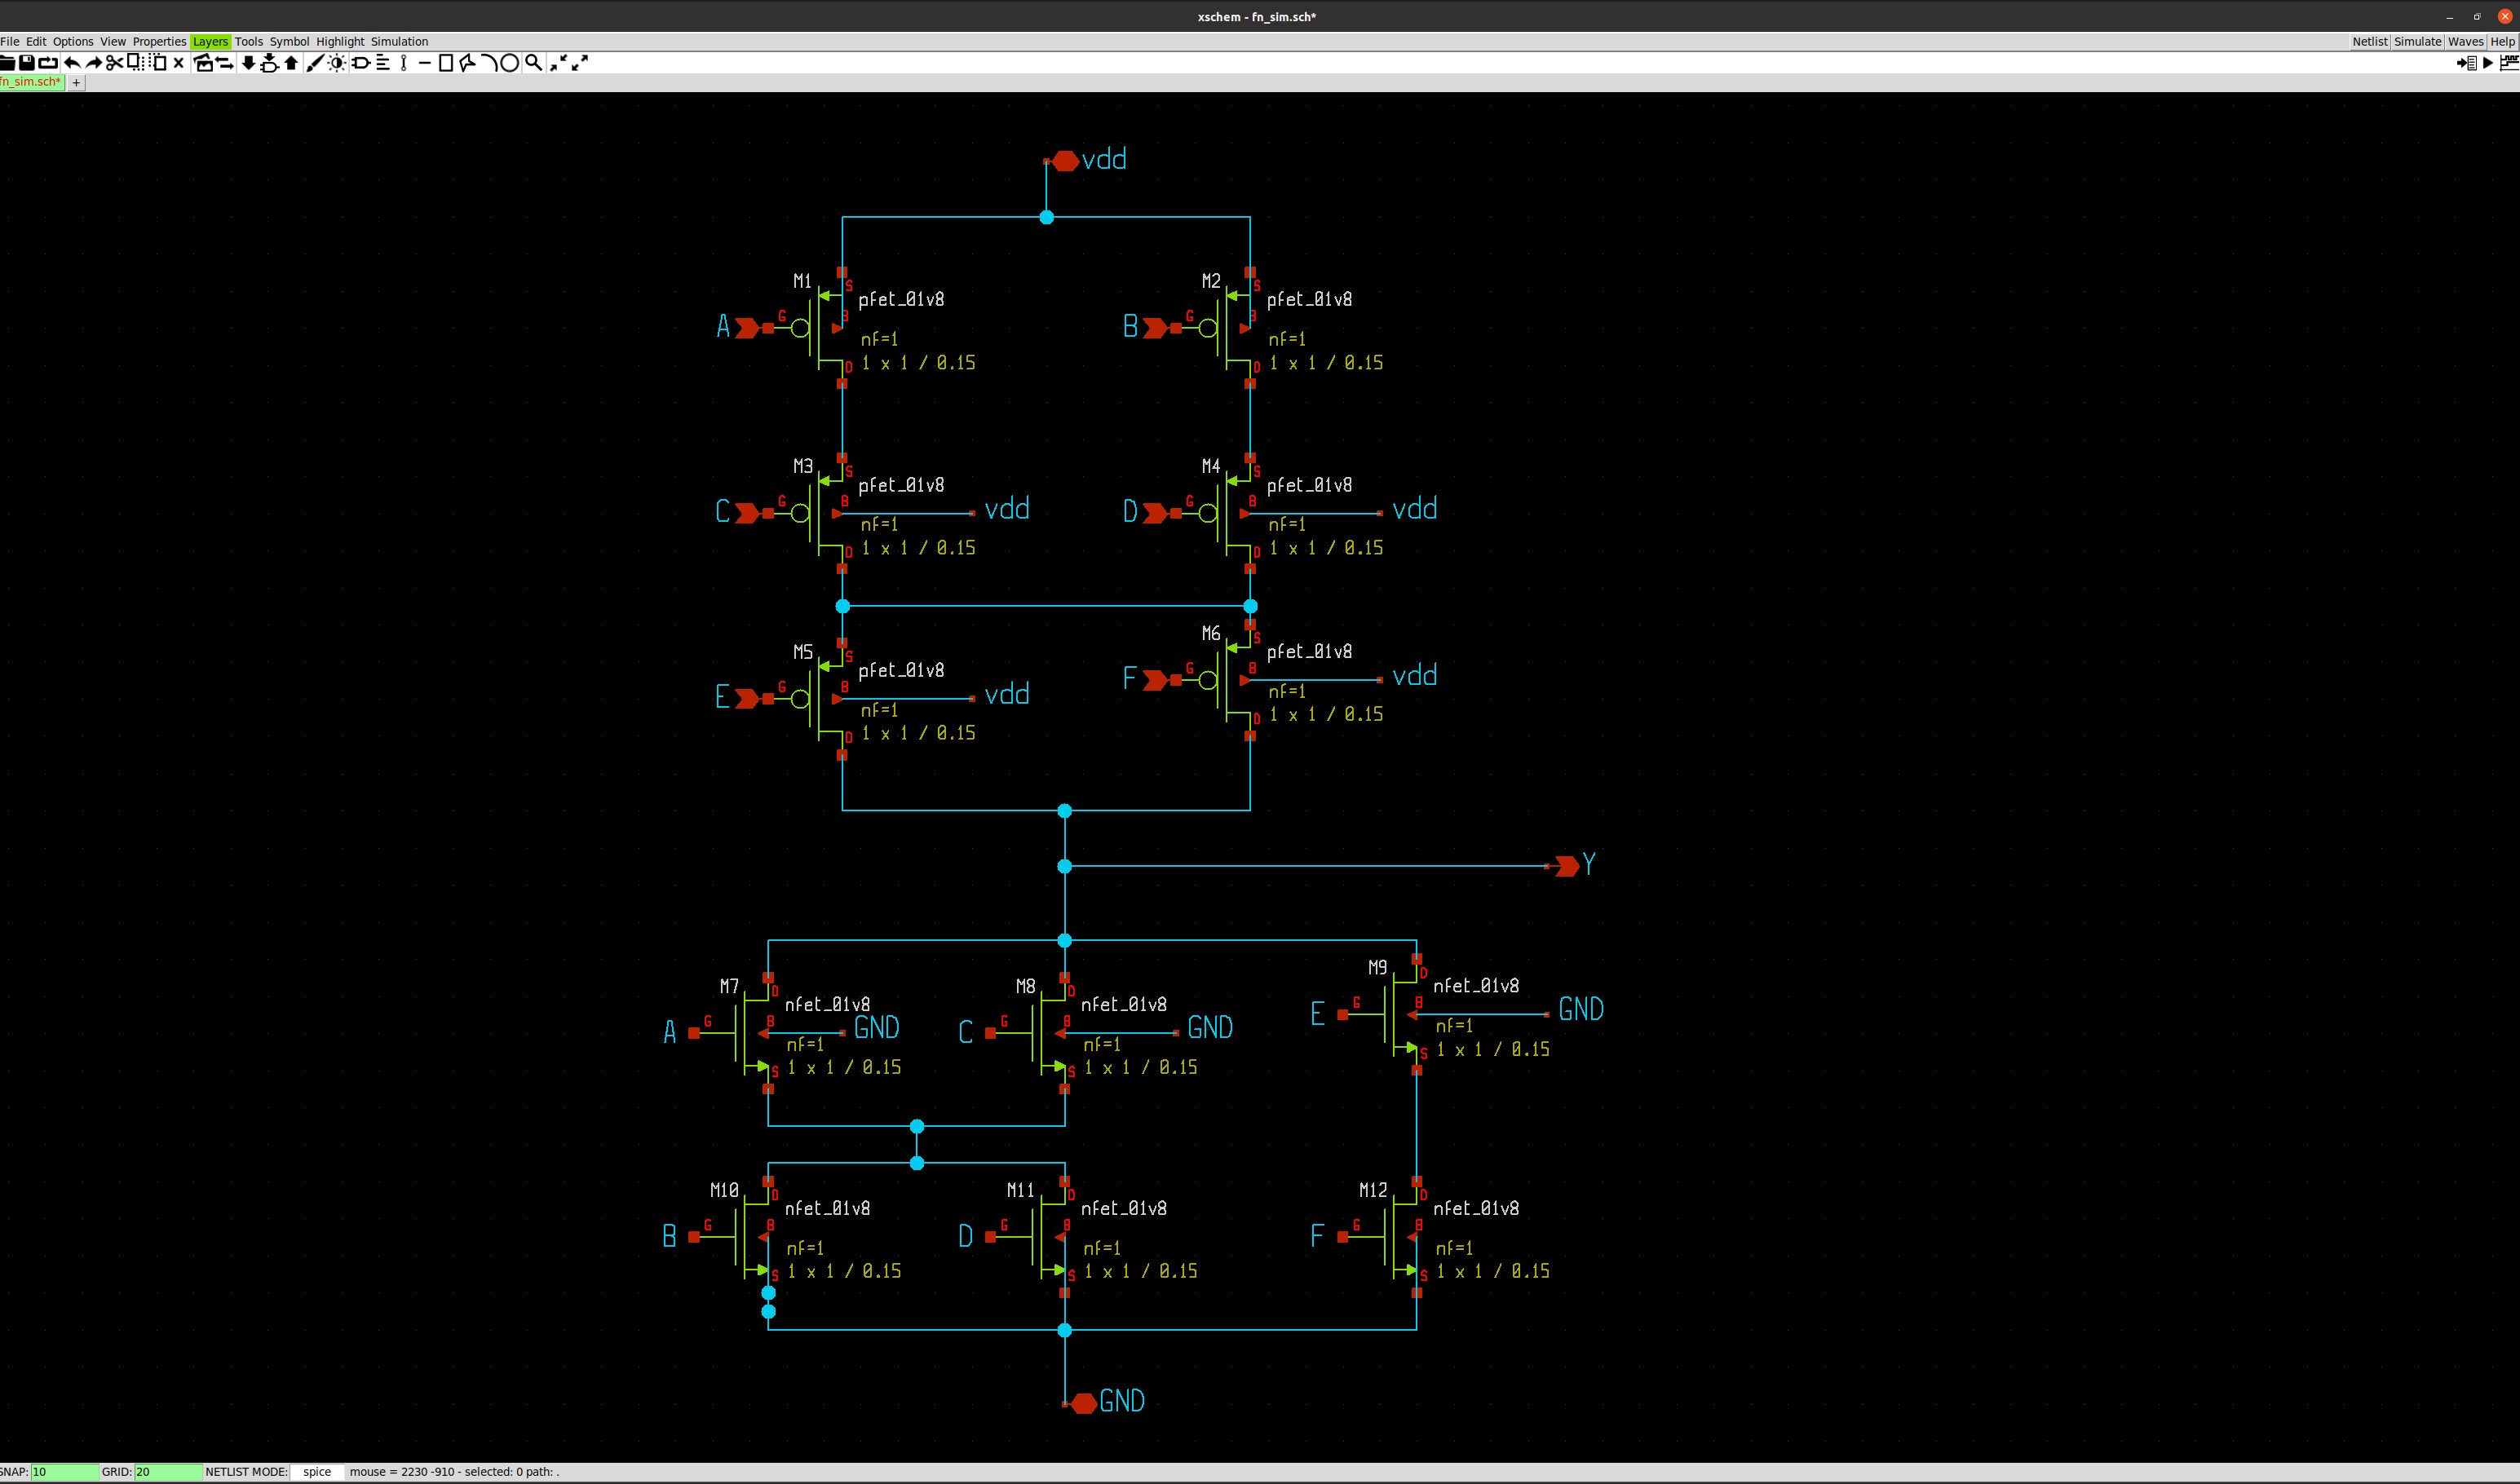 xschem - fn_sim.sch*
File Edit Options View Properties Layers Tools Symbol Highlight Simulation Netlist Simulate Waves Help
fn_sim.sch* +
vdd
M1 S pfet_01v8
A G B nf=1
D 1 x 1 / 0.15
M2 S pfet_01v8
B G B nf=1
D 1 x 1 / 0.15
M3 S pfet_01v8
C G B vdd
nf=1
D 1 x 1 / 0.15
M4 S pfet_01v8
D G B vdd
nf=1
D 1 x 1 / 0.15
M5 S pfet_01v8
E G B vdd
nf=1
D 1 x 1 / 0.15
M6 S pfet_01v8
F G B vdd
nf=1
D 1 x 1 / 0.15
Y
M7 D nfet_01v8
A G B GND
nf=1
S 1 x 1 / 0.15
M8 D nfet_01v8
C G B GND
nf=1
S 1 x 1 / 0.15
M9 D nfet_01v8
E G B GND
nf=1
S 1 x 1 / 0.15
M10 D nfet_01v8
B G B
nf=1
S 1 x 1 / 0.15
M11 D nfet_01v8
D G B
nf=1
S 1 x 1 / 0.15
M12 D nfet_01v8
F G B
nf=1
S 1 x 1 / 0.15
GND
SNAP: 10 GRID: 20 NETLIST MODE: spice mouse = 2230 -910 - selected: 0 path: .